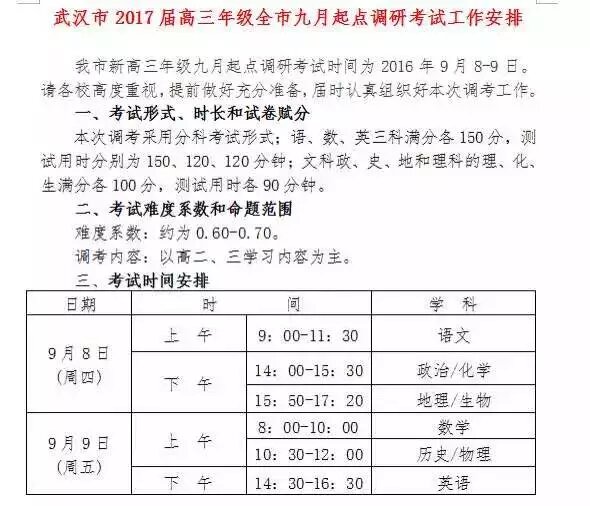 武汉市 2017 届高三年级全市九月起点调研考试工作安排
我市新高三年级九月起点调研考试时间为 2016 年 9 月 8-9 日。
请各校高度重视,提前做好充分准备,届时认真组织好本次调考工作。
一、考试形式、时长和试卷赋分
本次调考采用分科考试形式;语、数、英三科满分各 150 分,测
试用时分别为 150、120、120 分钟;文科政、史、地和理科的理、化、
生满分各 100 分,测试用时各 90 分钟。
二、考试难度系数和命题范围
难度系数:约为 0.60-0.70。
调考内容:以高二、三学习内容为主。
三、考试时间安排
日期 时 间 学 科
9 月 8 日
(周四)
上 午 9:00-11:30 语文
下 午 14:00-15:30 政治/化学
15:50-17:20 地理/生物
9 月 9 日
(周五)
上 午 8:00-10:00 数学
10:30-12:00 历史/物理
下 午 14:30-16:30 英语